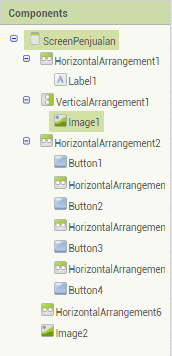 Components
ScreenPenjualan
HorizontalArrangement1
Label1
VerticalArrangement1
Image1
HorizontalArrangement2
Button1
HorizontalArrangemen
Button2
HorizontalArrangemen
Button3
HorizontalArrangemen
Button4
HorizontalArrangement6
Image2